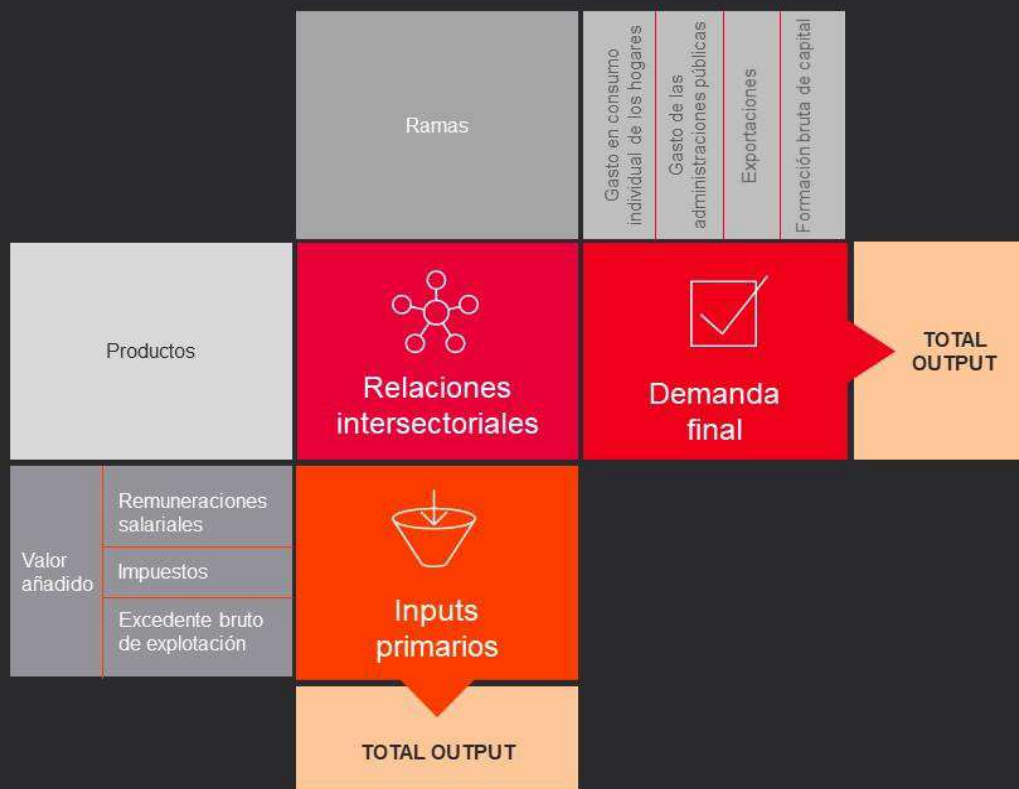 Ramas
Gasto en consumo
individual de los hogares
Gasto de las
administraciones públicas
Exportaciones
Formación bruta de capital
Productos
Relaciones
intersectoriales
Demanda
final
TOTAL
OUTPUT
Valor
añadido
Remuneraciones
salariales
Impuestos
Excedente bruto
de explotación
Inputs
primarios
TOTAL OUTPUT